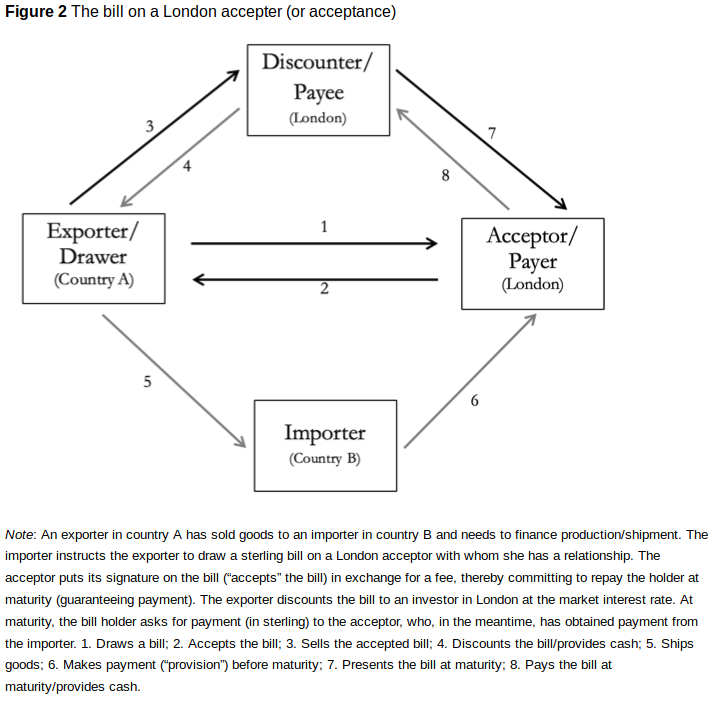 Figure 2 The bill on a London accepter (or acceptance)
Discounter/
Payee
(London)
3
4
7
8
Exporter/
Drawer
(Country A)
1
2
Acceptor/
Payer
(London)
5
6
Importer
(Country B)
Note: An exporter in country A has sold goods to an importer in country B and needs to finance production/shipment. The
importer instructs the exporter to draw a sterling bill on a London acceptor with whom she has a relationship. The
acceptor puts its signature on the bill (“accepts” the bill) in exchange for a fee, thereby committing to repay the holder at
maturity (guaranteeing payment). The exporter discounts the bill to an investor in London at the market interest rate. At
maturity, the bill holder asks for payment (in sterling) to the acceptor, who, in the meantime, has obtained payment from
the importer. 1. Draws a bill; 2. Accepts the bill; 3. Sells the accepted bill; 4. Discounts the bill/provides cash; 5. Ships
goods; 6. Makes payment (“provision”) before maturity; 7. Presents the bill at maturity; 8. Pays the bill at
maturity/provides cash.